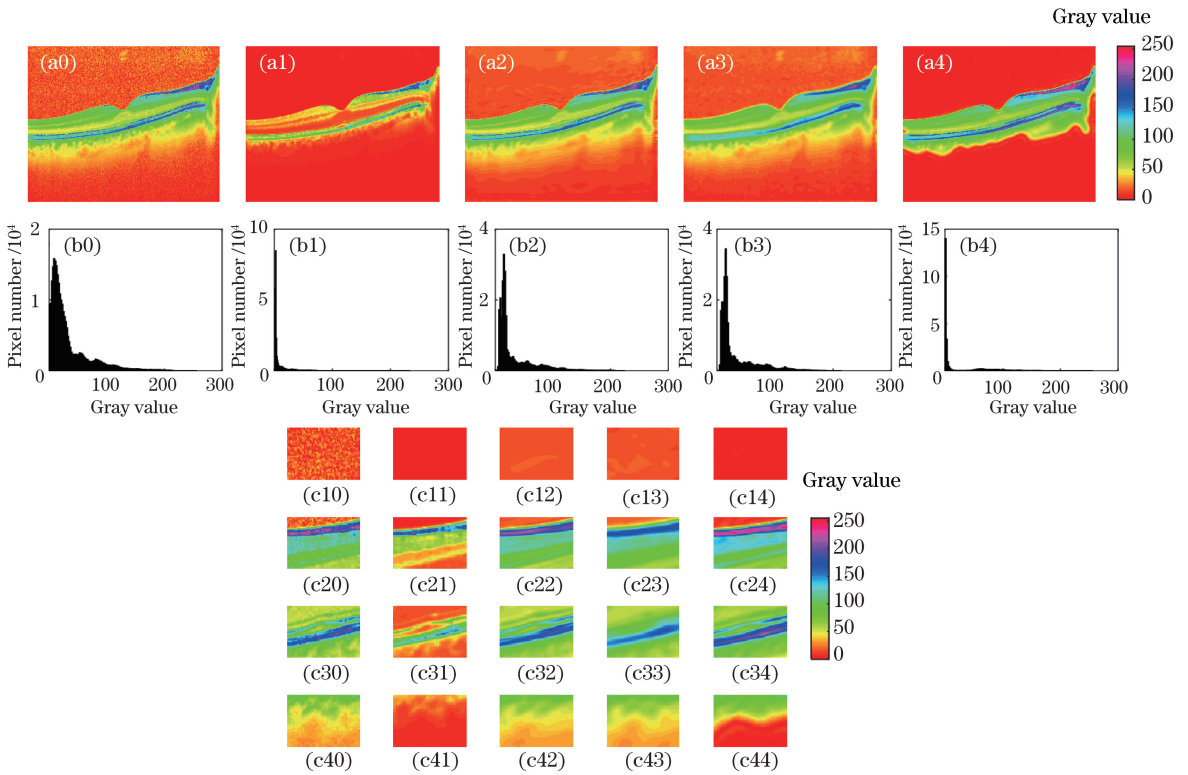 Gray value
(a0) (a1) (a2) (a3) (a4)
250
200
150
100
50
0
(b0) (b1) (b2) (b3) (b4)
Pixel number /10⁴
2
1
0
100 200 300
Gray value
Pixel number /10⁴
10
5
0
100 200 300
Gray value
Pixel number /10⁴
4
2
0
100 200 300
Gray value
Pixel number /10⁴
4
2
0
100 200 300
Gray value
Pixel number /10⁴
15
10
5
0
100 200 300
Gray value
(c10) (c11) (c12) (c13) (c14)
Gray value
(c20) (c21) (c22) (c23) (c24)
250
200
150
100
50
0
(c30) (c31) (c32) (c33) (c34)
(c40) (c41) (c42) (c43) (c44)